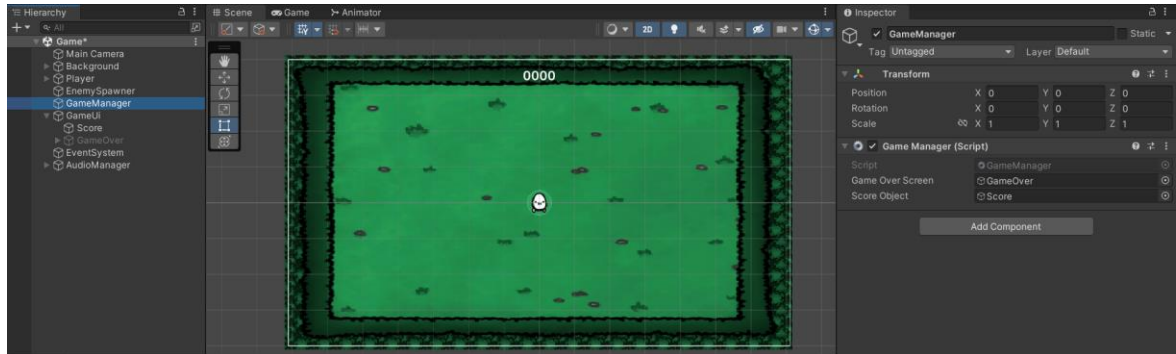 Hierarchy
All
Game*
Main Camera
Background
Player
EnemySpawner
GameManager
GameUi
Score
GameOver
EventSystem
AudioManager
Scene
Game
Animator
2D
0000
Inspector
GameManager
Static
Tag Untagged
Layer Default
Transform
Position X 0 Y 0 Z 0
Rotation X 0 Y 0 Z 0
Scale X 1 Y 1 Z 1
Game Manager (Script)
Script GameManager
Game Over Screen GameOver
Score Object Score
Add Component